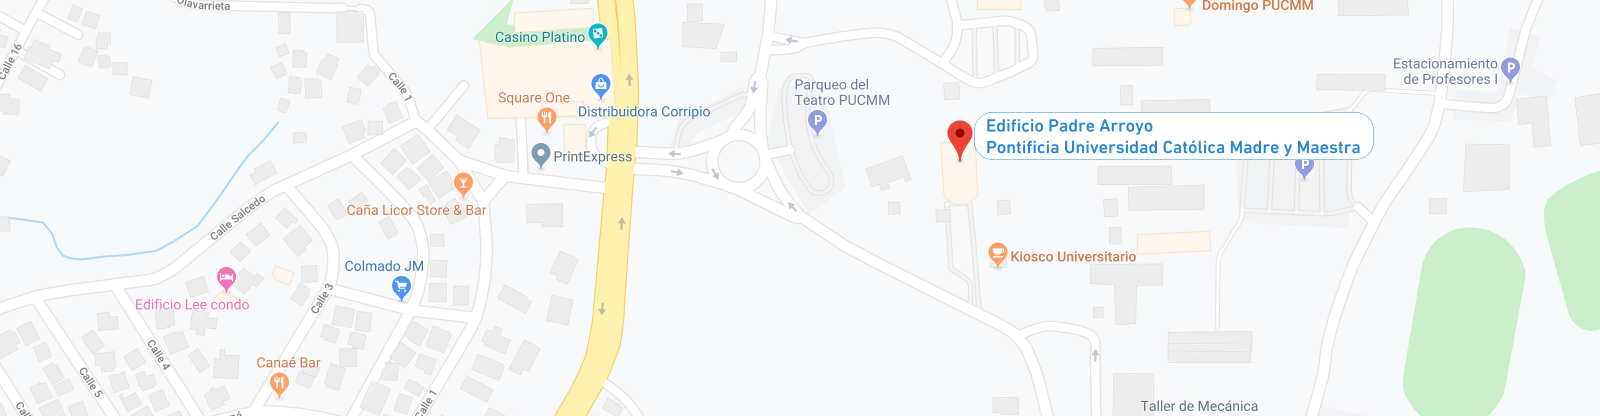 Olavarrieta
Domingo PUCMM
Casino Platino
Calle 16
Calle 1
Estacionamiento
de Profesores I
P
Parqueo del
Teatro PUCMM
P
Square One
Distribuidora Corripio
Edificio Padre Arroyo
Pontificia Universidad Católica Madre y Maestra
P
PrintExpress
Caña Licor Store & Bar
Calle Salcedo
Kiosco Universitario
Colmado JM
Edificio Lee condo
Calle 3
Calle 4
Canaé Bar
Calle 5
Calle 1
Taller de Mecánica